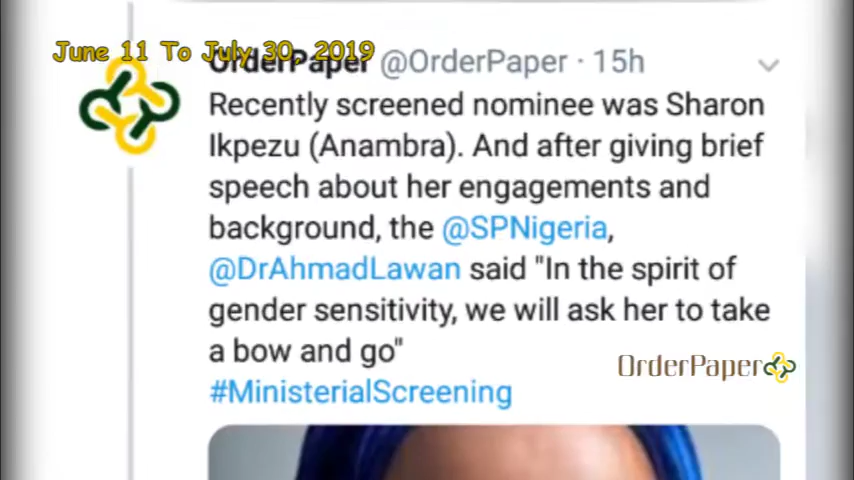 June 11 To July 30, 2019
OrderPaper @OrderPaper · 15h
Recently screened nominee was Sharon
Ikpezu (Anambra). And after giving brief
speech about her engagements and
background, the @SPNigeria,
@DrAhmadLawan said "In the spirit of
gender sensitivity, we will ask her to take
a bow and go"
OrderPaper
#MinisterialScreening